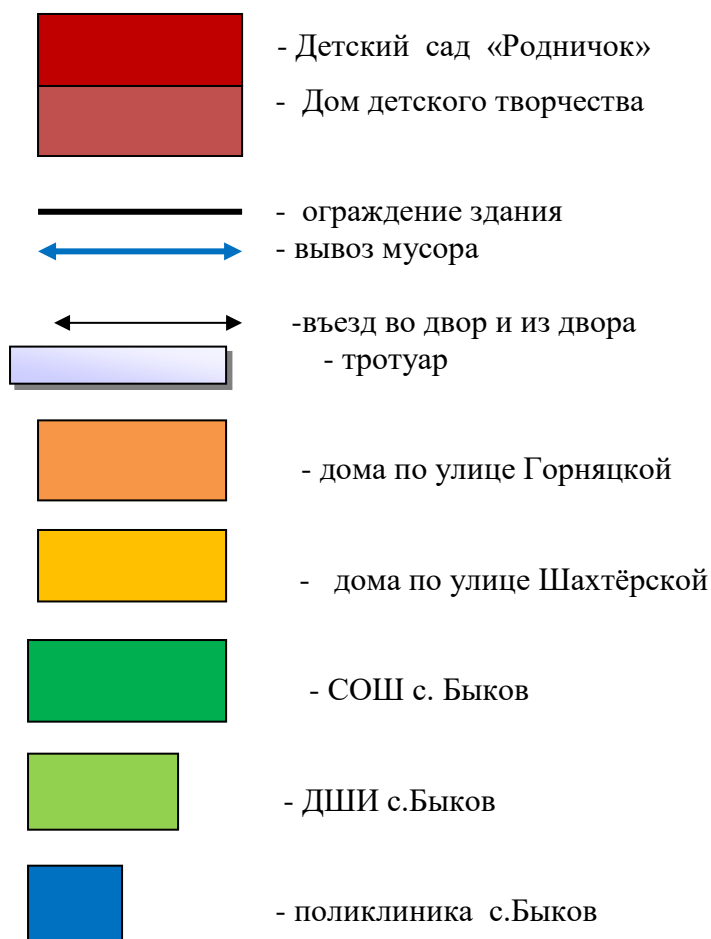 - Детский сад «Родничок»
- Дом детского творчества
- ограждение здания
- вывоз мусора
-въезд во двор и из двора
- тротуар
- дома по улице Горняцкой
- дома по улице Шахтёрской
- СОШ с. Быков
- ДШИ с.Быков
- поликлиника с.Быков